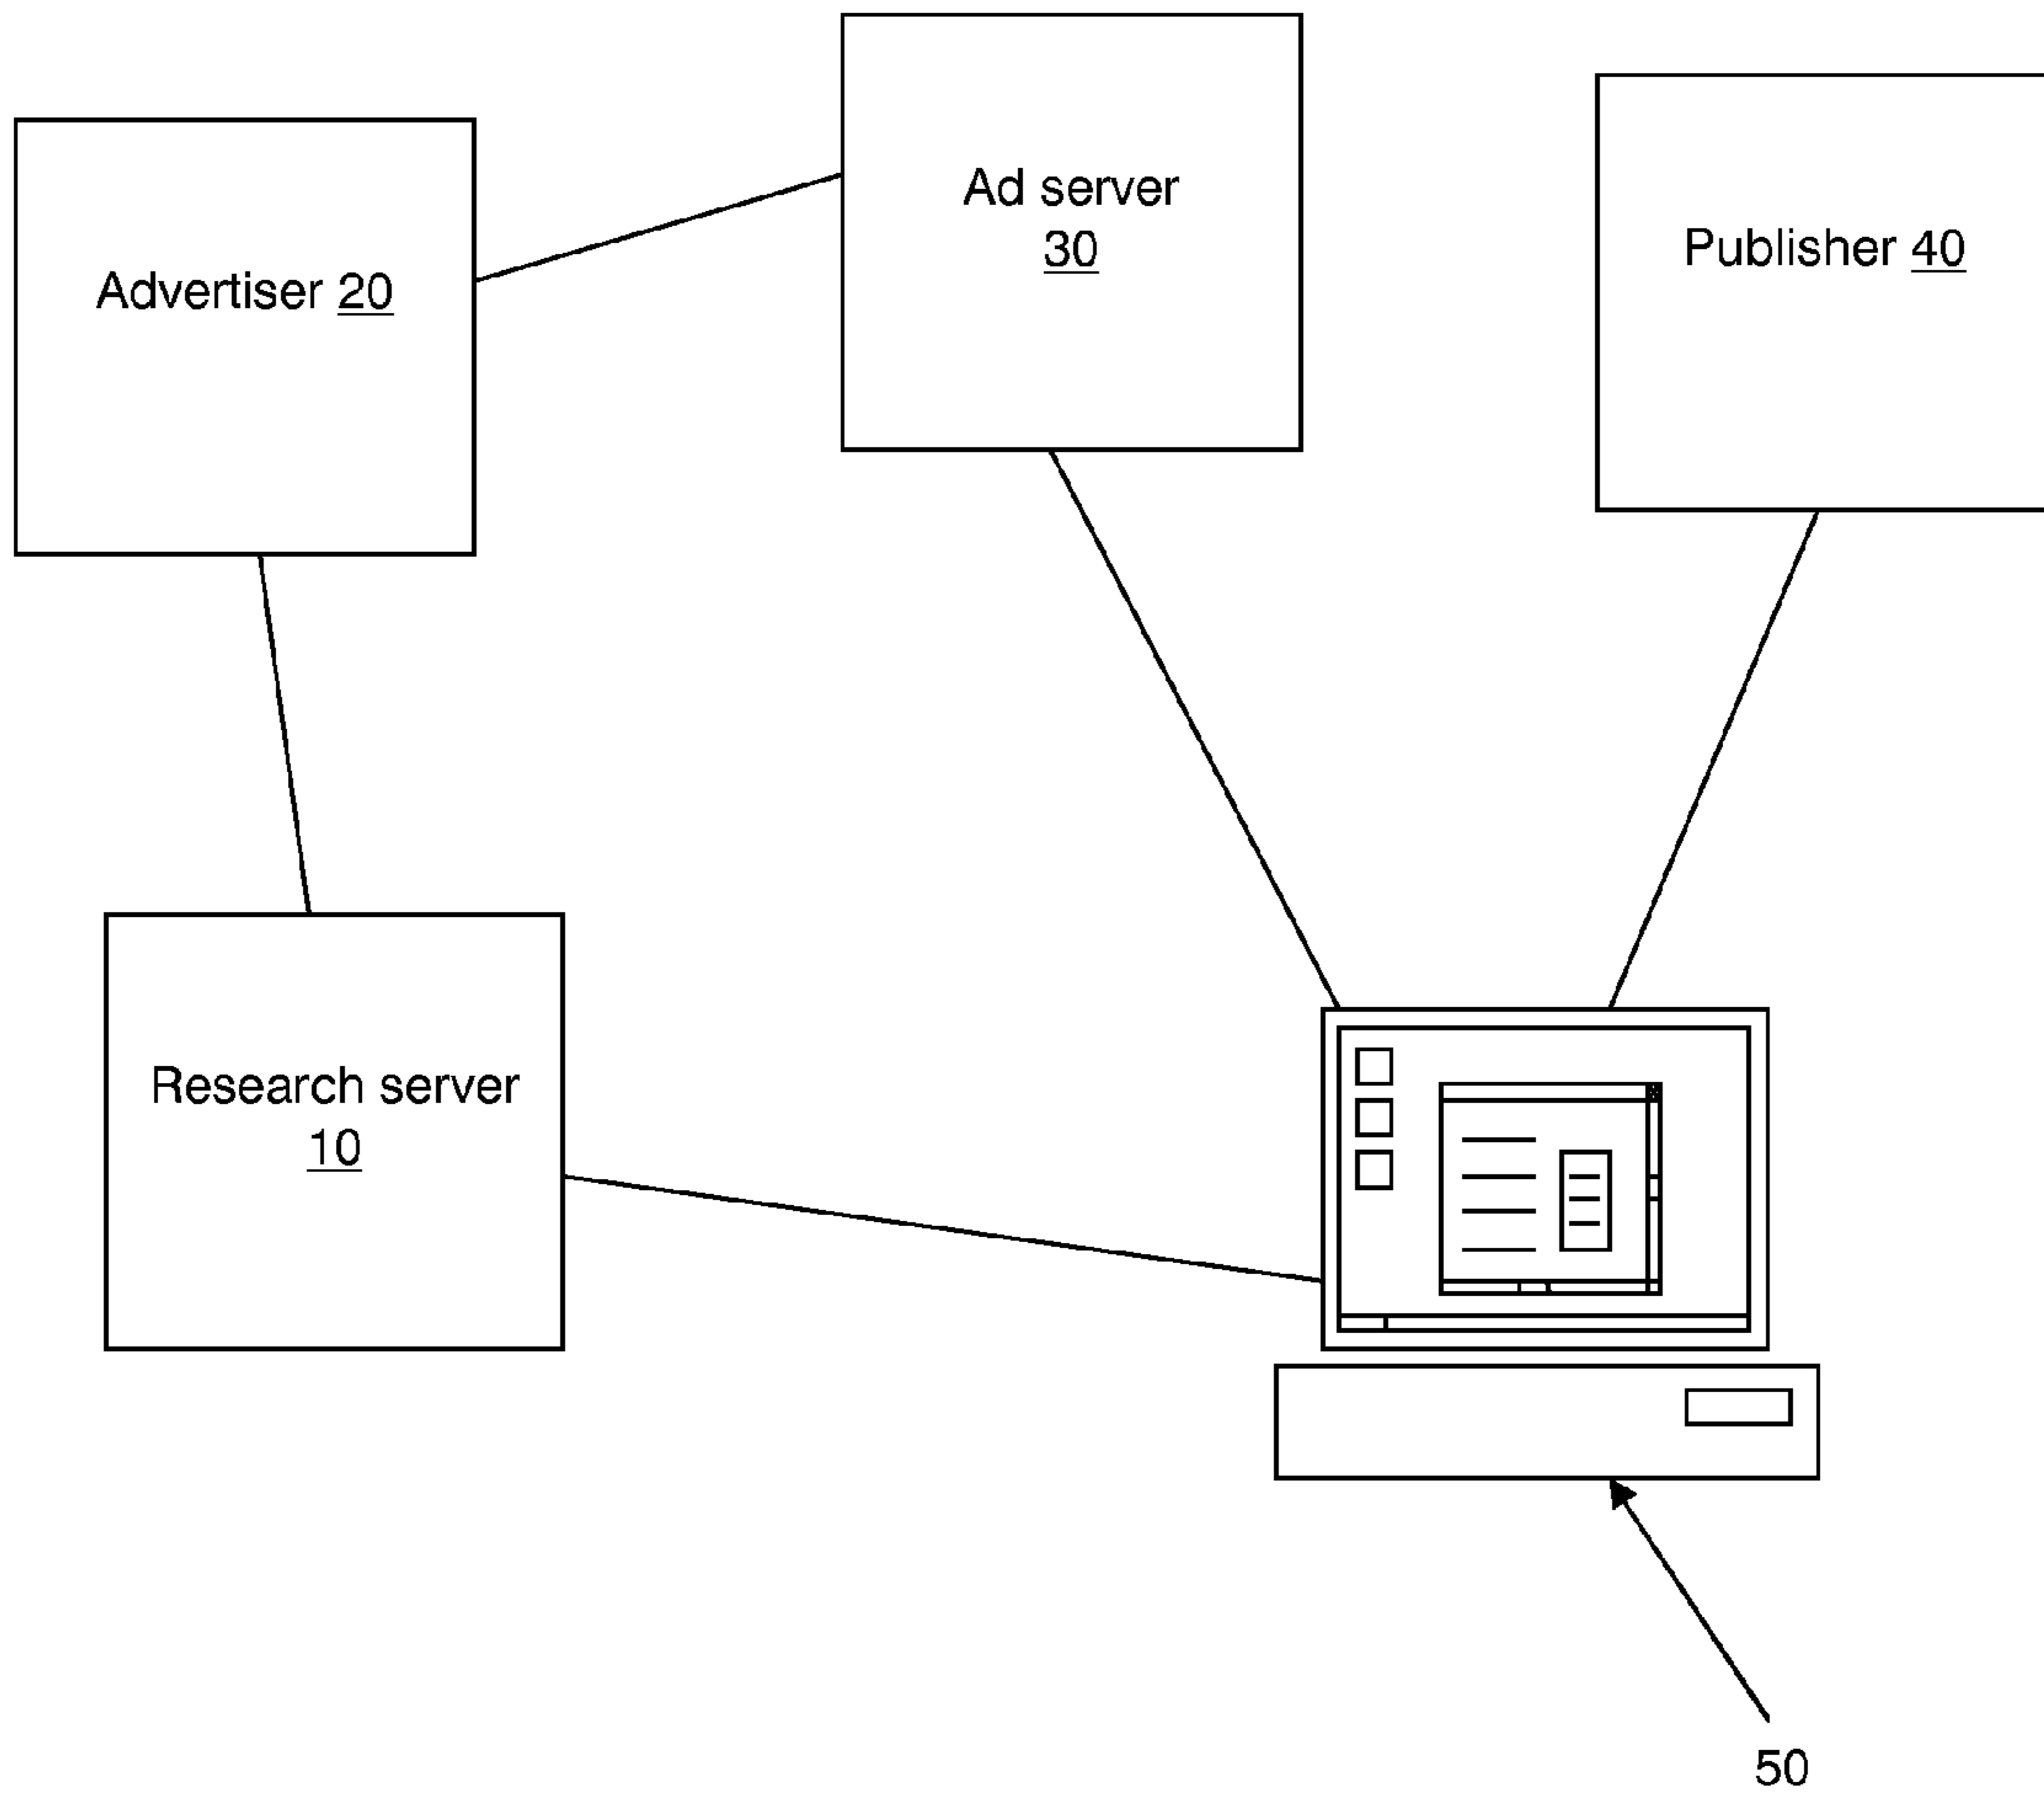 Ad server
30
Publisher 40
Advertiser 20
Research server
10
50